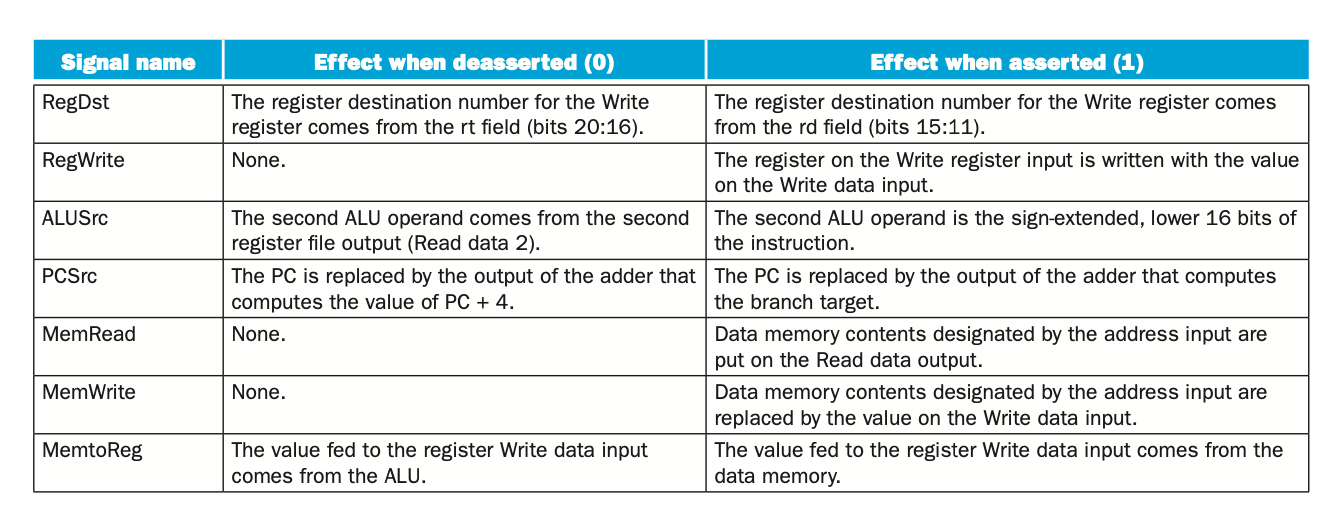 Signal name
Effect when deasserted (0)
Effect when asserted (1)
RegDst
The register destination number for the Write
register comes from the rt field (bits 20:16).
The register destination number for the Write register comes
from the rd field (bits 15:11).
RegWrite
None.
The register on the Write register input is written with the value
on the Write data input.
ALUSrc
The second ALU operand comes from the second
register file output (Read data 2).
The second ALU operand is the sign-extended, lower 16 bits of
the instruction.
PCSrc
The PC is replaced by the output of the adder that
computes the value of PC + 4.
The PC is replaced by the output of the adder that computes
the branch target.
MemRead
None.
Data memory contents designated by the address input are
put on the Read data output.
MemWrite
None.
Data memory contents designated by the address input are
replaced by the value on the Write data input.
MemtoReg
The value fed to the register Write data input
comes from the ALU.
The value fed to the register Write data input comes from the
data memory.